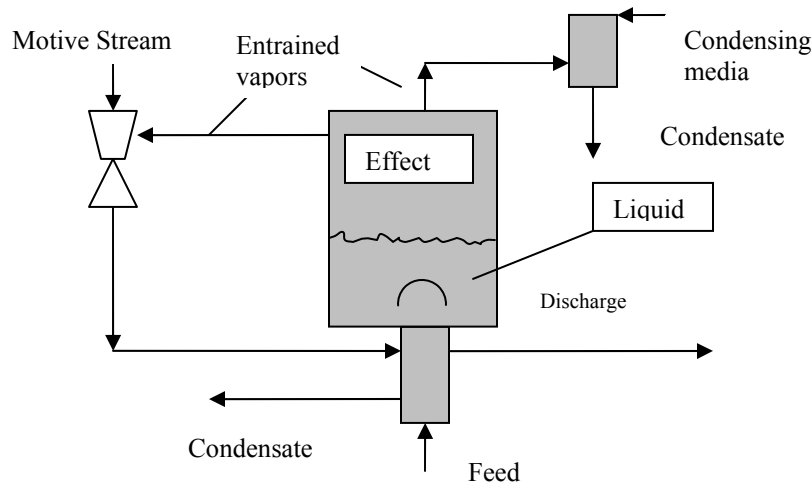 Motive Stream
Entrained
vapors
Condensing
media
Condensate
Effect
Liquid
Discharge
Condensate
Feed